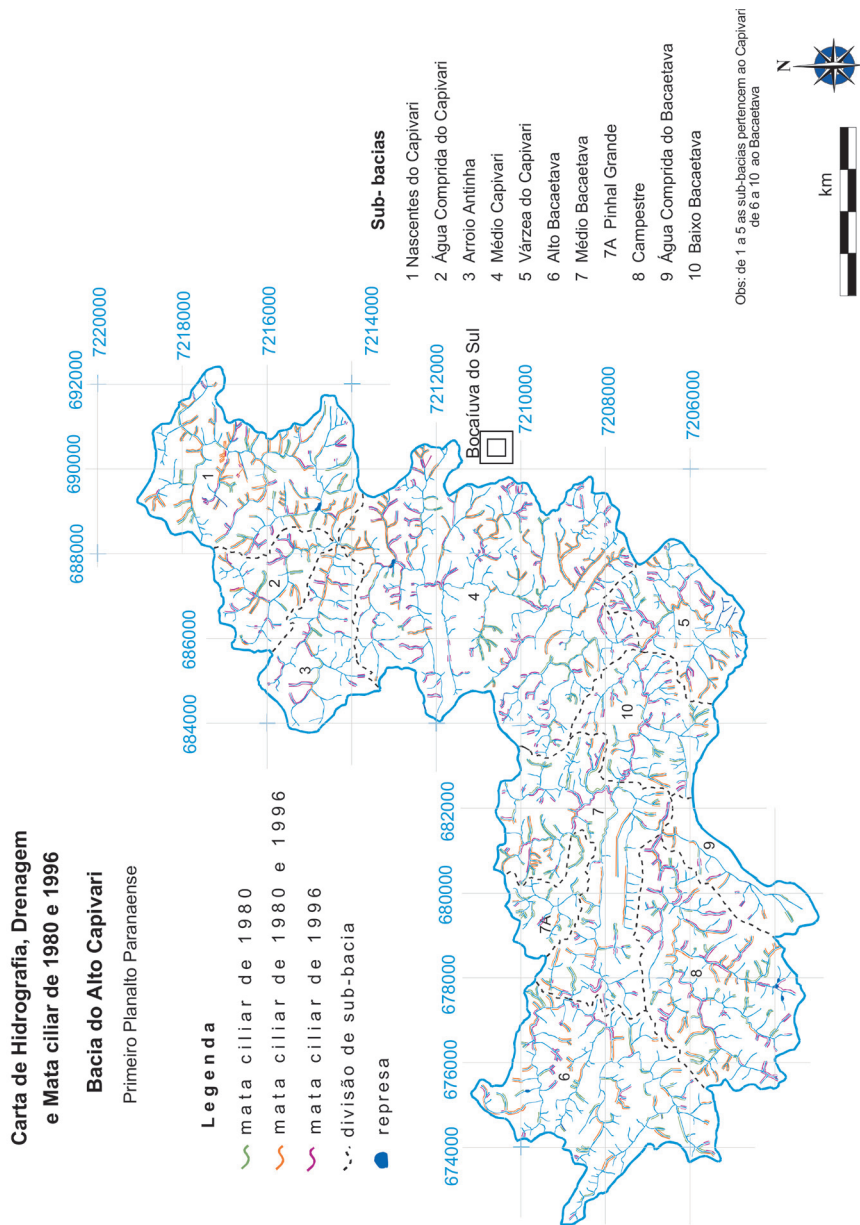 Carta de Hidrografia, Drenagem
e Mata ciliar de 1980 e 1996
Bacia do Alto Capivari
Primeiro Planalto Paranaense
Legenda
mata ciliar de 1980
mata ciliar de 1980 e 1996
mata ciliar de 1996
divisão de sub-bacia
represa
674000
676000
678000
680000
682000
684000
686000
688000
690000
692000
7220000
7218000
7216000
7214000
7212000
7210000
7208000
7206000
1
2
3
4
5
6
7
7A
8
9
10
Bocaíuva do Sul
Sub- bacias
1 Nascentes do Capivari
2 Água Comprida do Capivari
3 Arroio Antinha
4 Médio Capivari
5 Várzea do Capivari
6 Alto Bacaetava
7 Médio Bacaetava
7A Pinhal Grande
8 Campestre
9 Água Comprida do Bacaetava
10 Baixo Bacaetava
Obs: de 1 a 5 as sub-bacias pertencem ao Capivari
de 6 a 10 ao Bacaetava
km
N